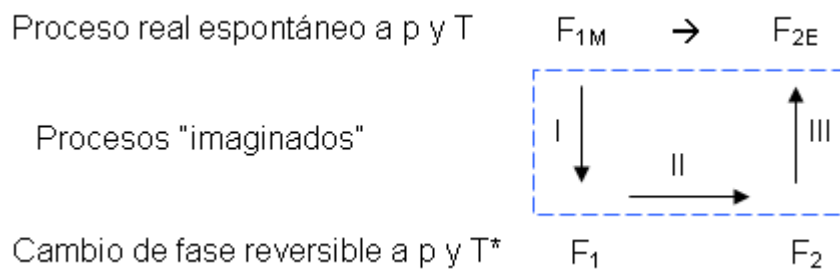 Proceso real espontáneo a p y T F₁M → F₂E
Procesos "imaginados" I II III
Cambio de fase reversible a p y T* F₁ F₂